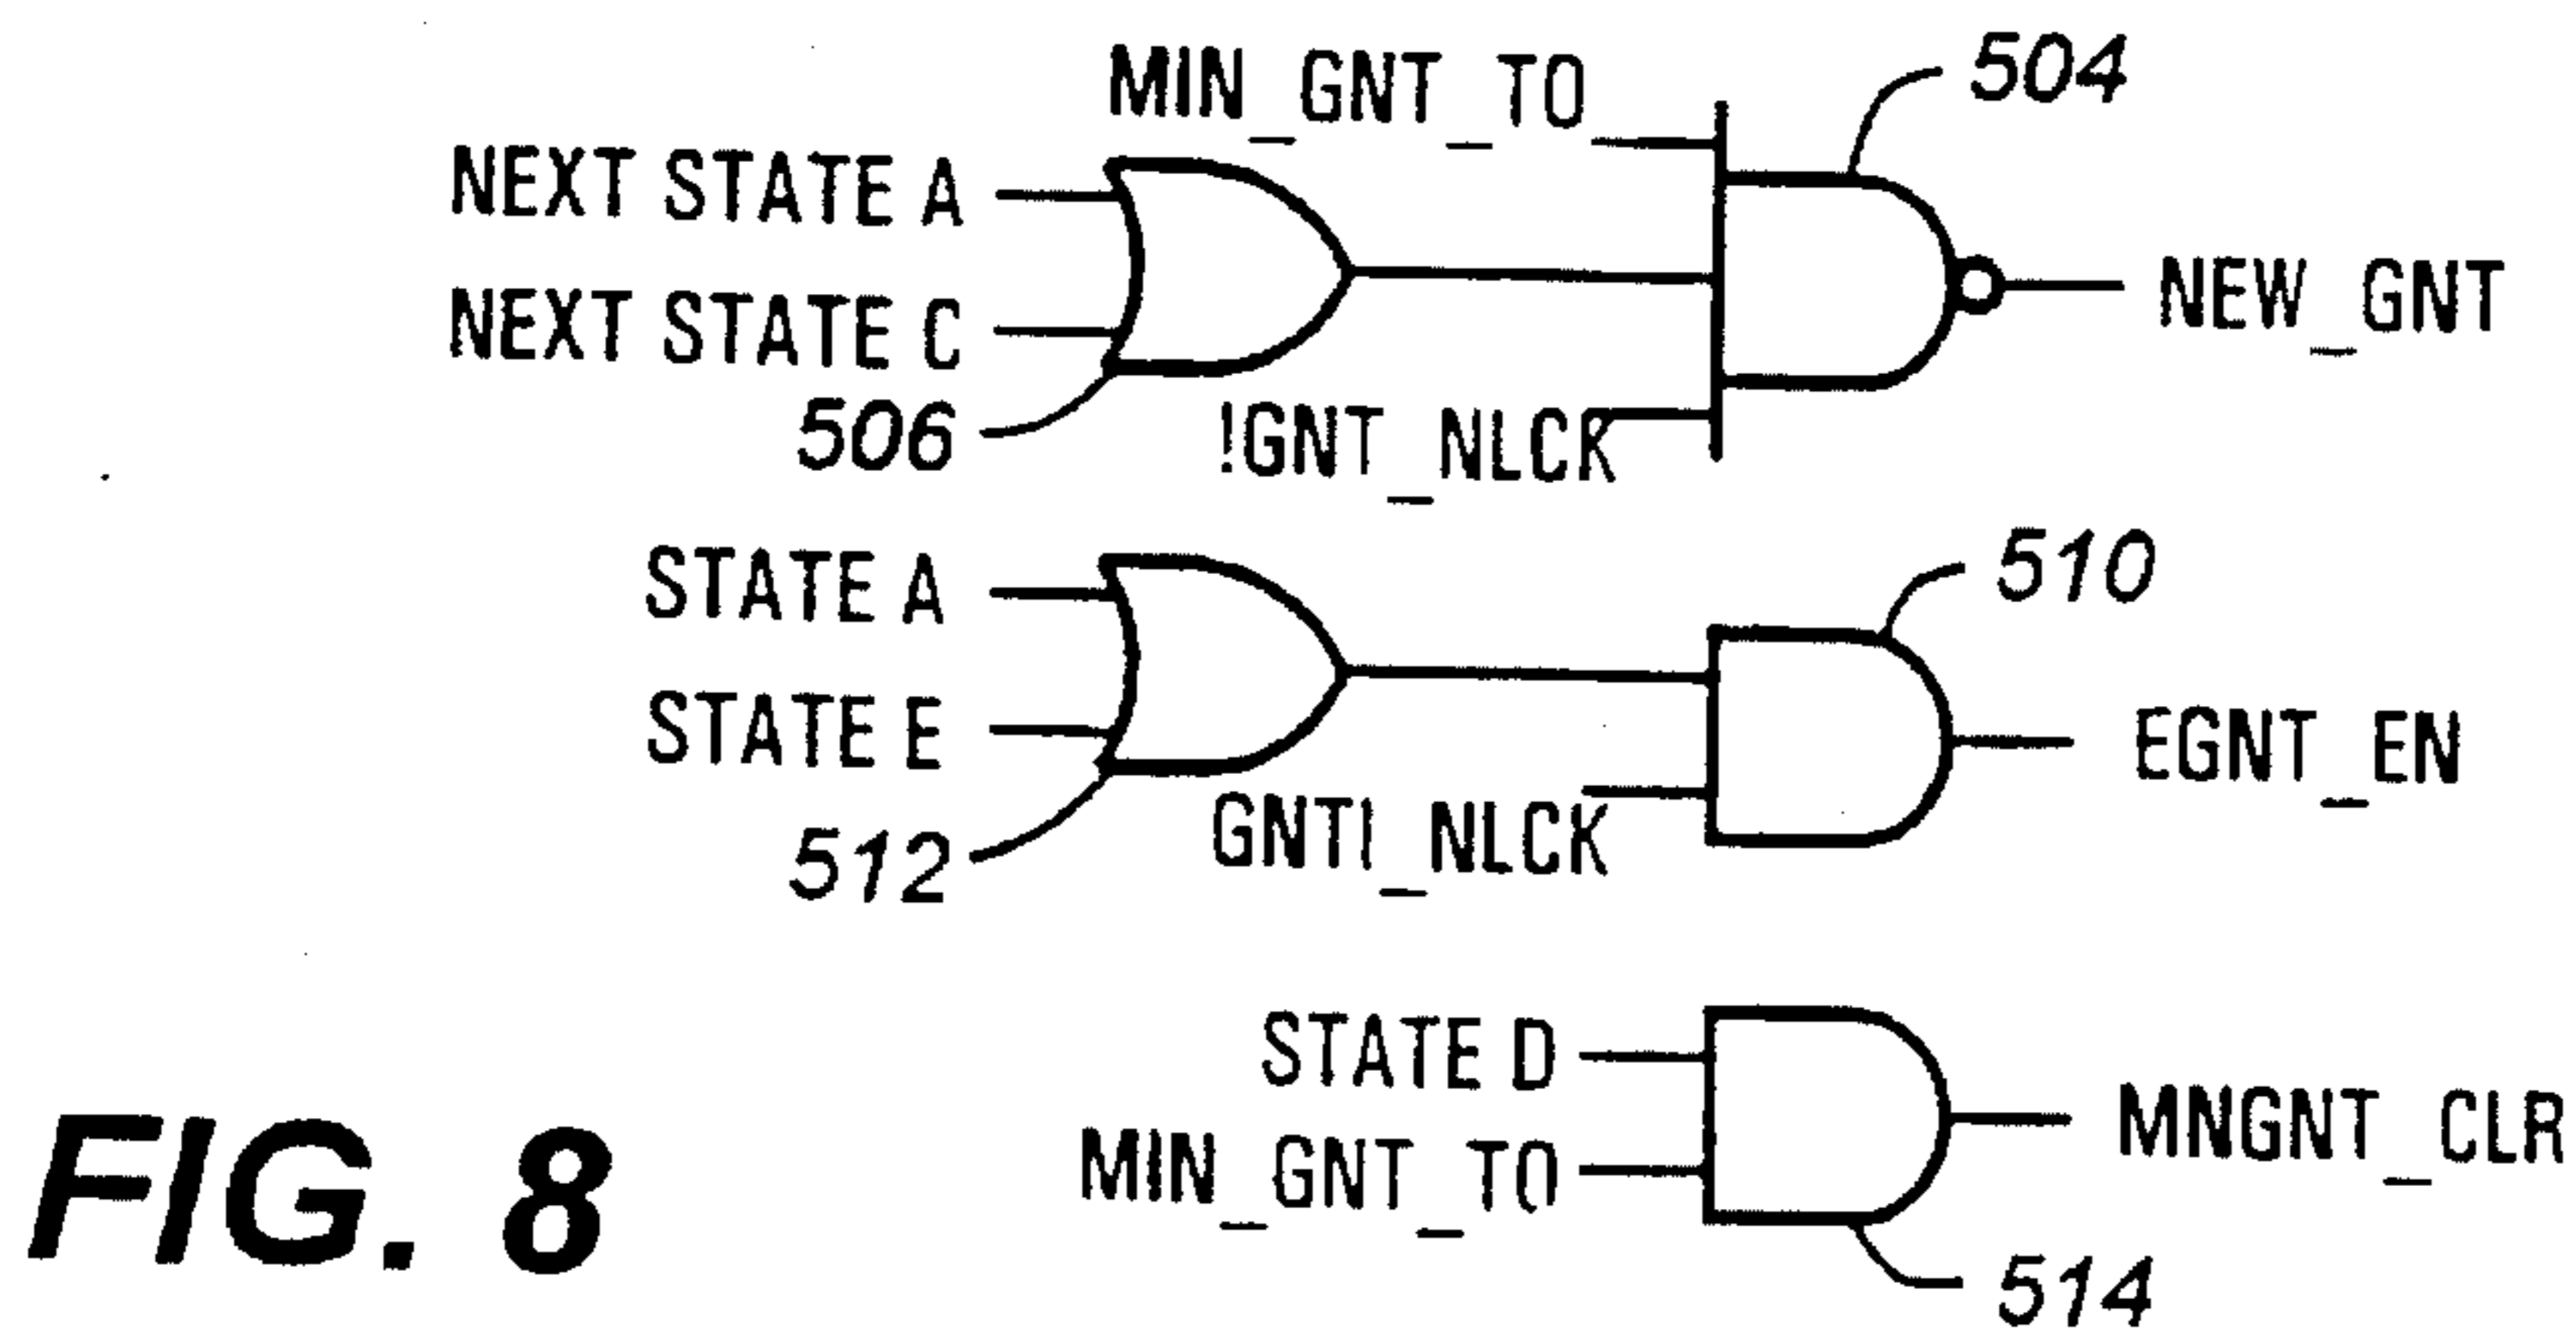 MIN_GNT_TO
504
NEXT STATE A
NEXT STATE C
NEW_GNT
506
!GNT_NLCK
STATE A
510
STATE E
EGNT_EN
GNT1_NLCK
512
STATE D
MIN_GNT_TO
MNGNT_CLR
514
FIG. 8